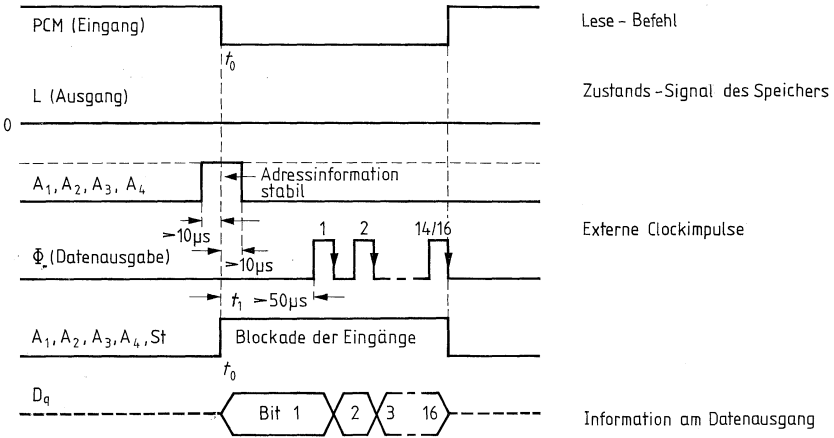 PCM (Eingang)
Lese - Befehl
t₀
L (Ausgang)
Zustands - Signal des Speichers
0
A₁, A₂, A₃, A₄
Adressinformation
stabil
>10µs
>10µs
1 2 14/16
Externe Clockimpulse
Φ (Datenausgabe)
t₁ >50µs
A₁, A₂, A₃, A₄, St
Blockade der Eingänge
t₀
Dq
Bit 1 2 3 16
Information am Datenausgang